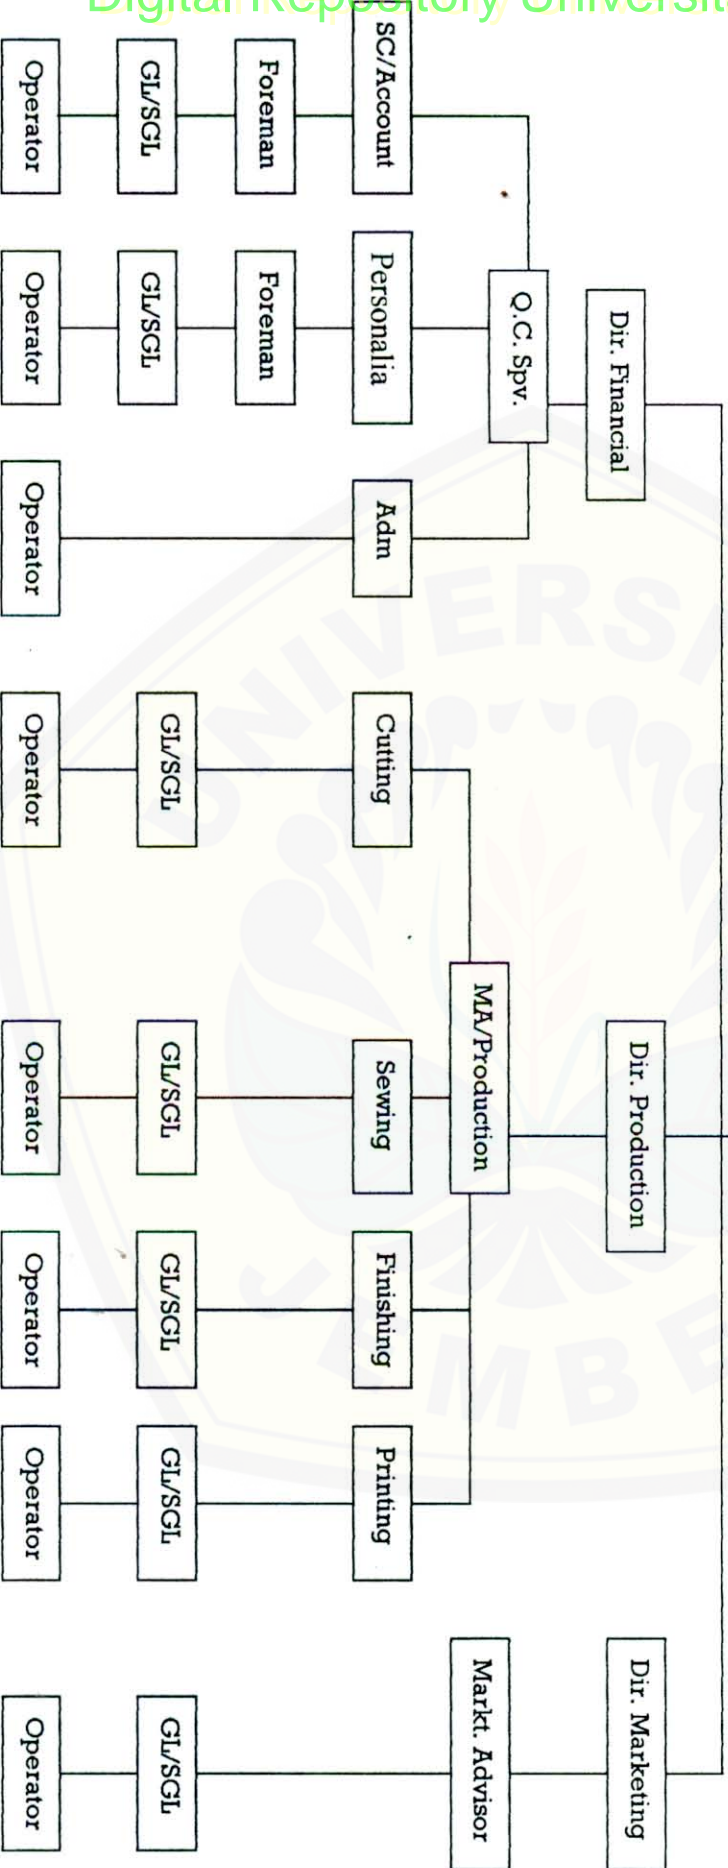 Digital Repository Universit
Dir. Financial
Dir. Production
Dir. Marketing
Q.C. Spv.
MA/Production
Markt. Advisor
SC/Account
Personalia
Adm
Cutting
Sewing
Finishing
Printing
Foreman
Foreman
GL/SGL
GL/SGL
GL/SGL
GL/SGL
GL/SGL
GL/SGL
GL/SGL
Operator
Operator
Operator
Operator
Operator
Operator
Operator
Operator
UNIVERSI
JEMBE